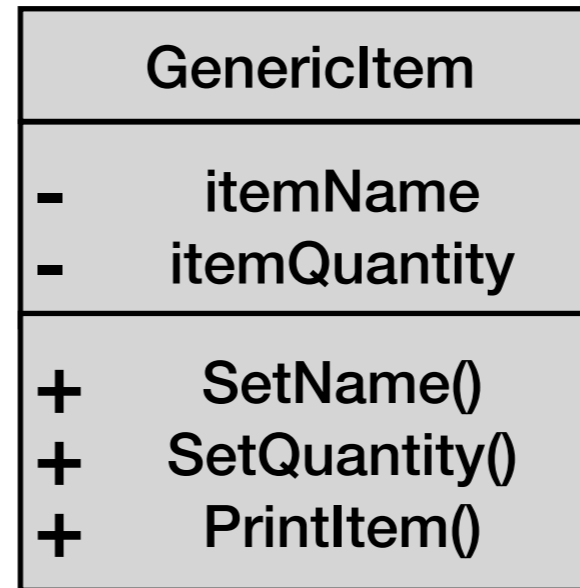 GenericItem
- itemName
- itemQuantity
+ SetName()
+ SetQuantity()
+ PrintItem()